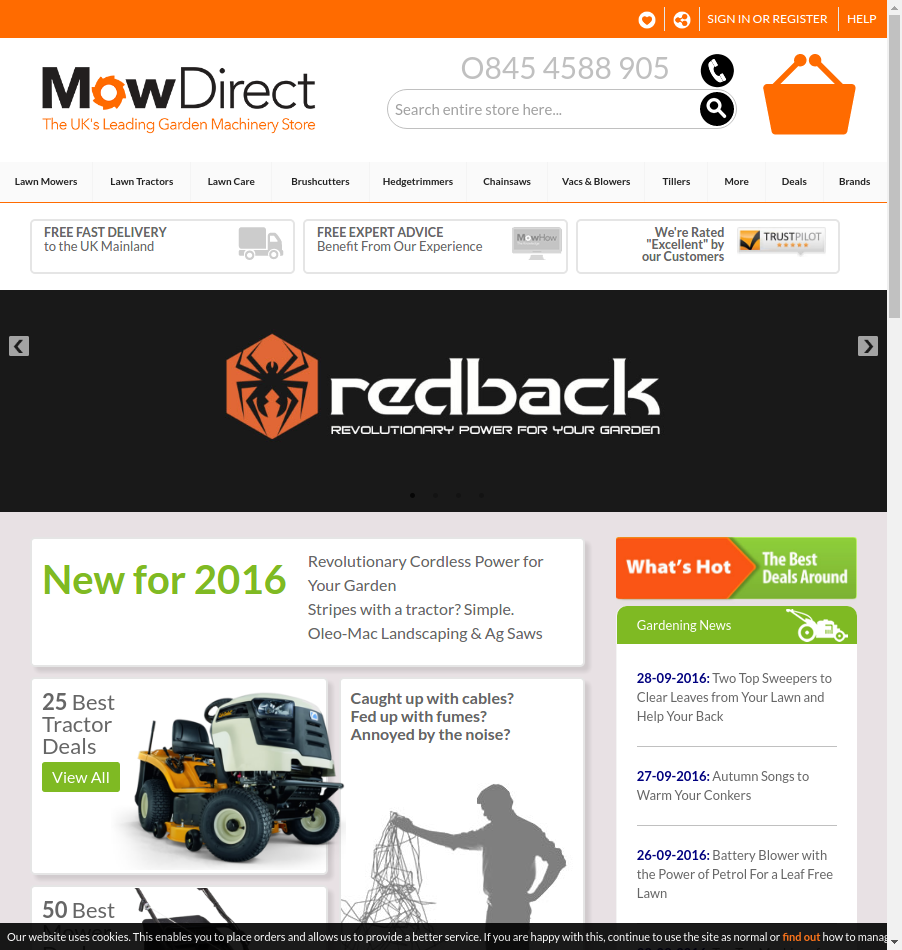 SIGN IN OR REGISTER
HELP
O845 4588 905
MowDirect
The UK's Leading Garden Machinery Store
Search entire store here...
Lawn Mowers
Lawn Tractors
Lawn Care
Brushcutters
Hedgetrimmers
Chainsaws
Vacs & Blowers
Tillers
More
Deals
Brands
FREE FAST DELIVERY
to the UK Mainland
FREE EXPERT ADVICE
Benefit From Our Experience
MowHow
We're Rated
"Excellent" by
our Customers
TRUSTPILOT
redback
REVOLUTIONARY POWER FOR YOUR GARDEN
New for 2016
Revolutionary Cordless Power for
Your Garden
Stripes with a tractor? Simple.
Oleo-Mac Landscaping & Ag Saws
What's Hot
The Best
Deals Around
Gardening News
28-09-2016: Two Top Sweepers to
Clear Leaves from Your Lawn and
Help Your Back
27-09-2016: Autumn Songs to
Warm Your Conkers
26-09-2016: Battery Blower with
the Power of Petrol For a Leaf Free
Lawn
25 Best
Tractor
Deals
View All
Caught up with cables?
Fed up with fumes?
Annoyed by the noise?
50 Best
Mower
Our website uses cookies. This enables you to place orders and allows us to provide a better service. If you are happy with this, continue to use the site as normal or find out how to manag